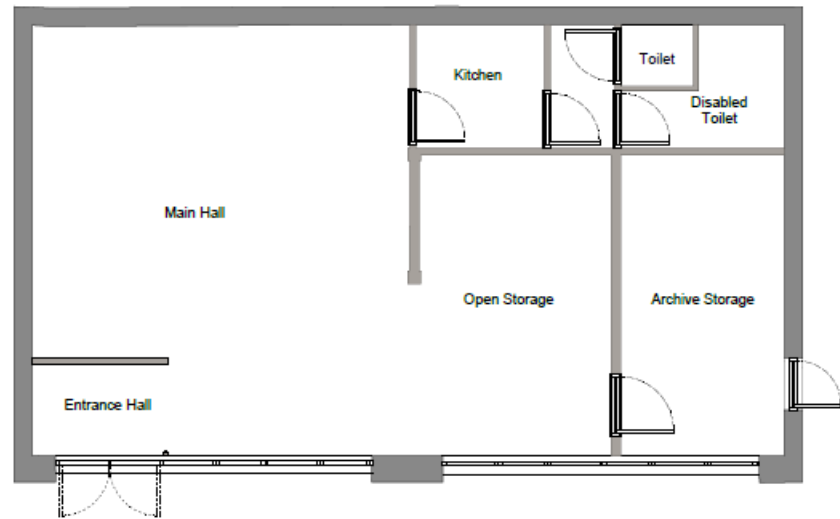 Toilet
Kitchen
Disabled
Toilet
Main Hall
Open Storage
Archive Storage
Entrance Hall